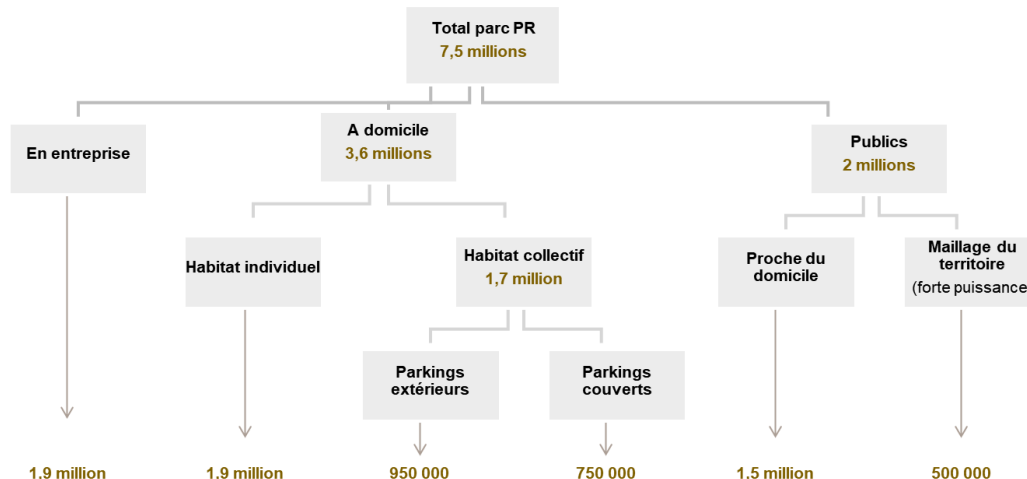 Total parc PR
7,5 millions
En entreprise
A domicile
3,6 millions
Publics
2 millions
Habitat individuel
Habitat collectif
1,7 million
Proche du
domicile
Maillage du
territoire
(forte puissance
Parkings
extérieurs
Parkings
couverts
1.9 million
1.9 million
950 000
750 000
1.5 million
500 000